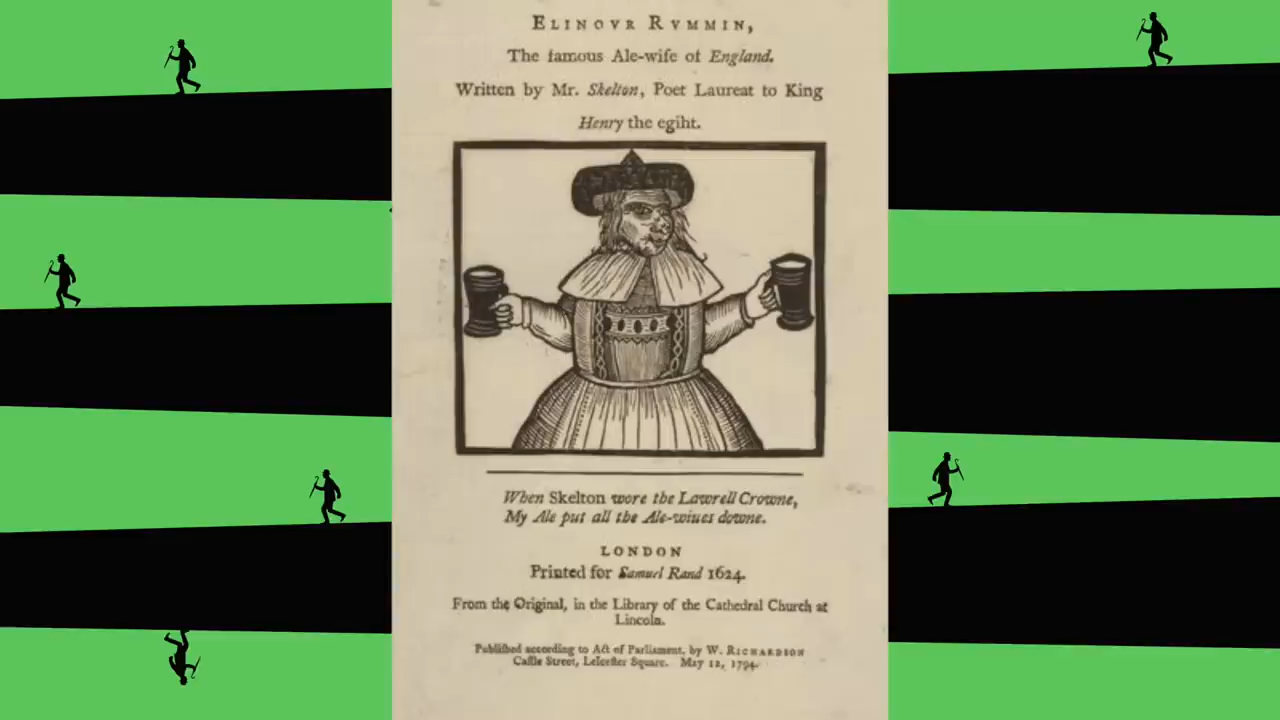 ELINOVR RVMMIN,
The famous Ale-wife of England.
Written by Mr. Skelton, Poet Laureat to King
Henry the egiht.
When Skelton wore the Lawrell Crowne,
My Ale put all the Ale-wiues downe.
LONDON
Printed for Samuel Rand 1624.
From the Original, in the Library of the Cathedral Church at
Lincoln.
Published according to Act of Parliament, by W. RICHARDSON
Castle Street, Leicester Square. May 12, 1794.